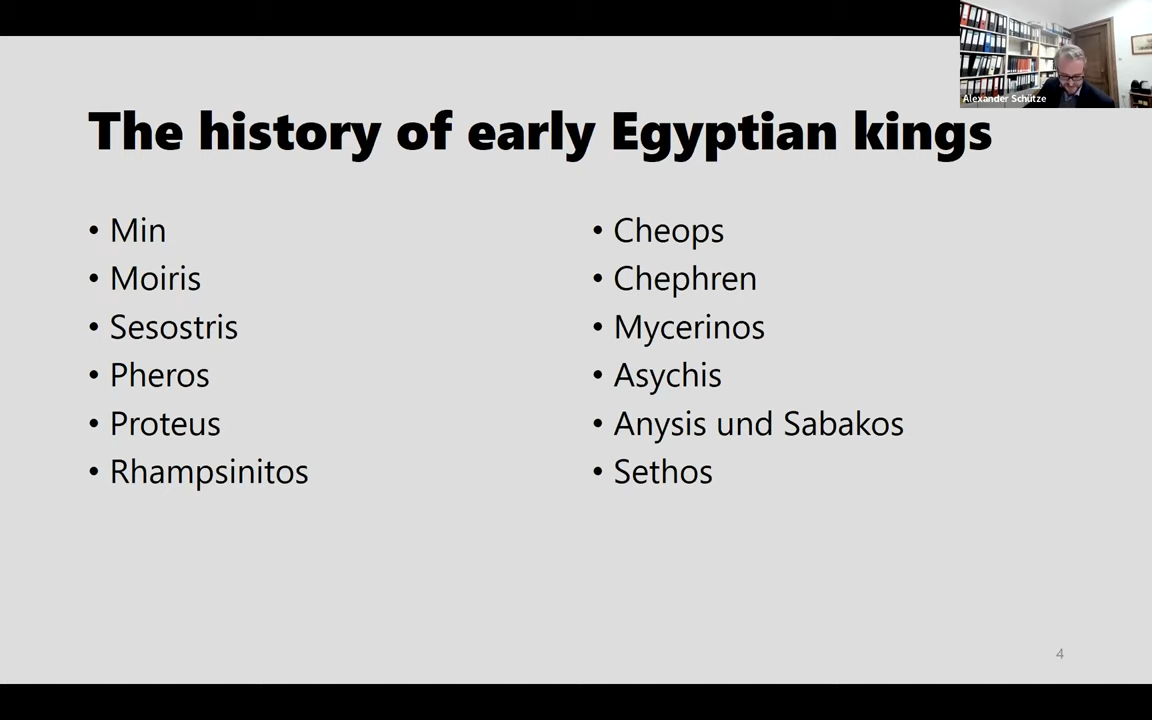 Alexander Schütze
The history of early Egyptian kings
• Min
• Moiris
• Sesostris
• Pheros
• Proteus
• Rhampsinitos
• Cheops
• Chephren
• Mycerinos
• Asychis
• Anysis und Sabakos
• Sethos
4